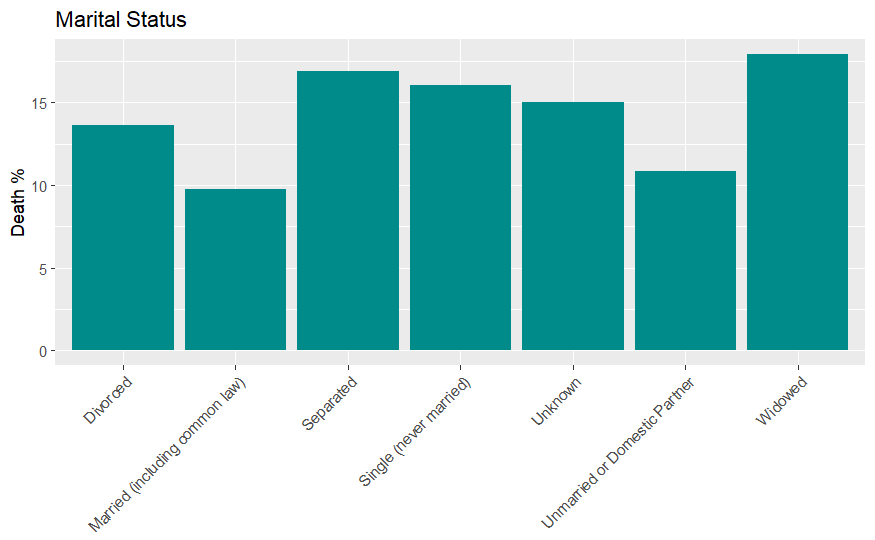 Marital Status
Death %
15
10
5
0
Divorced
Married (including common law)
Separated
Single (never married)
Unknown
Unmarried or Domestic Partner
Widowed